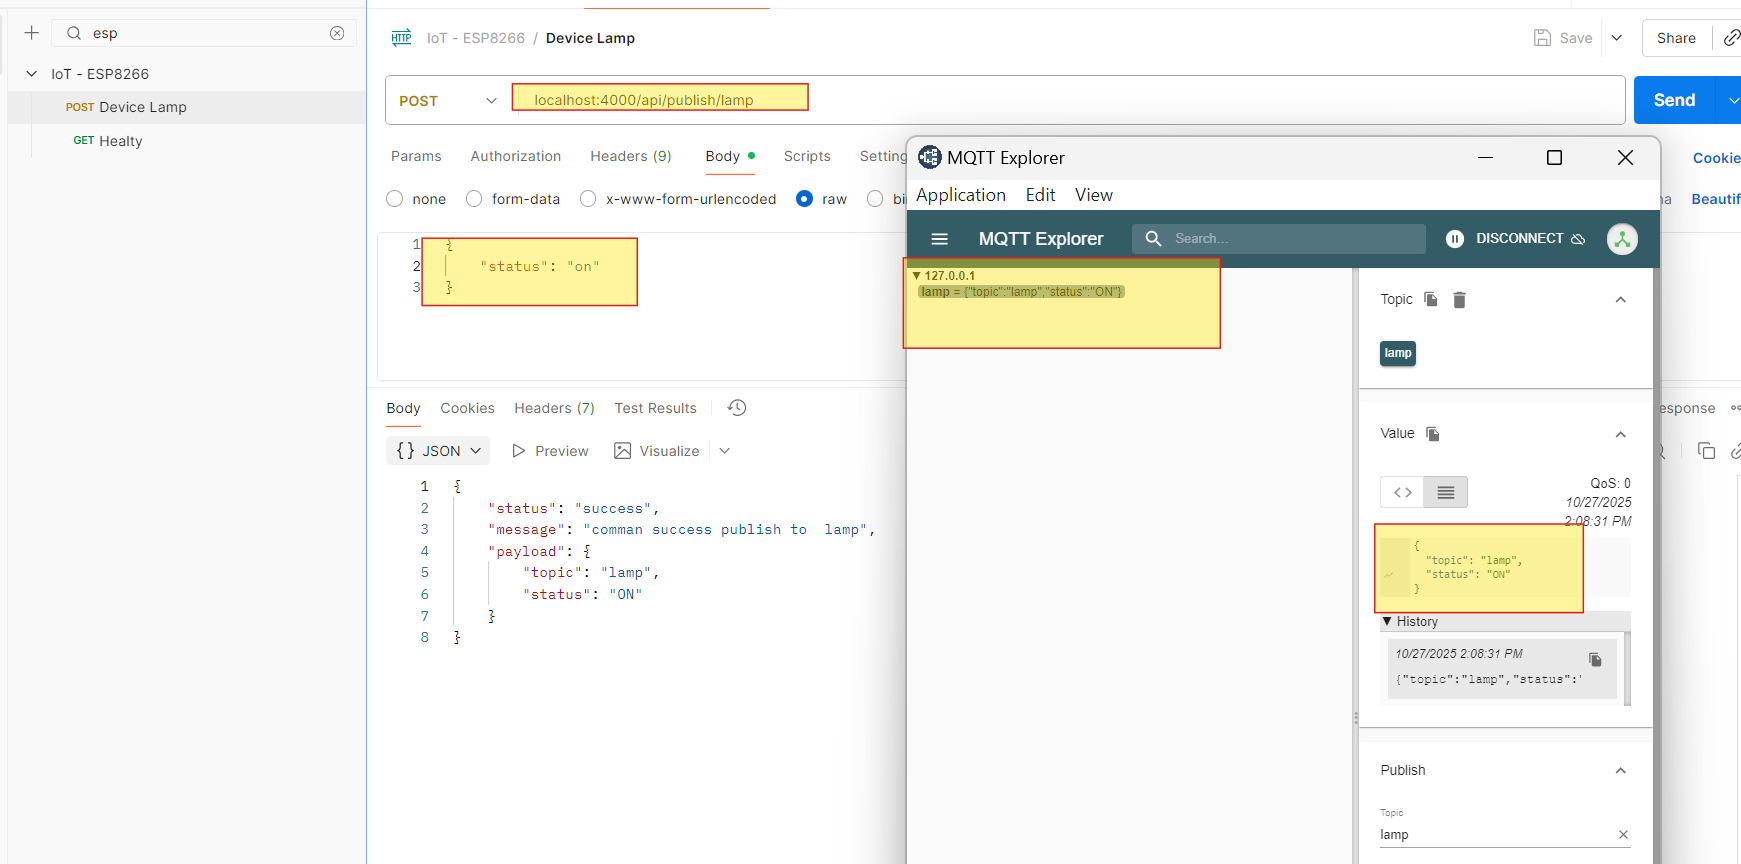 esp
IoT - ESP8266
POST Device Lamp
GET Healty
HTTP IoT - ESP8266 / Device Lamp
Save
Share
POST localhost:4000/api/publish/lamp
Send
Params Authorization Headers (9) Body Scripts
Cookie
none form-data x-www-form-urlencoded raw
Beautif
1 {
2 "status": "on"
3 }
Body Cookies Headers (7) Test Results
{} JSON Preview Visualize
1 {
2 "status": "success",
3 "message": "comman success publish to  lamp",
4 "payload": {
5 "topic": "lamp",
6 "status": "ON"
7 }
8 }
MQTT Explorer
Application Edit View
MQTT Explorer Search... DISCONNECT
▼ 127.0.0.1
lamp = {"topic":"lamp","status":"ON"}
Topic
lamp
Value
QoS: 0
10/27/2025
2:08:31 PM
{
"topic": "lamp",
"status": "ON"
}
▼ History
10/27/2025 2:08:31 PM
{"topic":"lamp","status":'
Publish
Topic
lamp